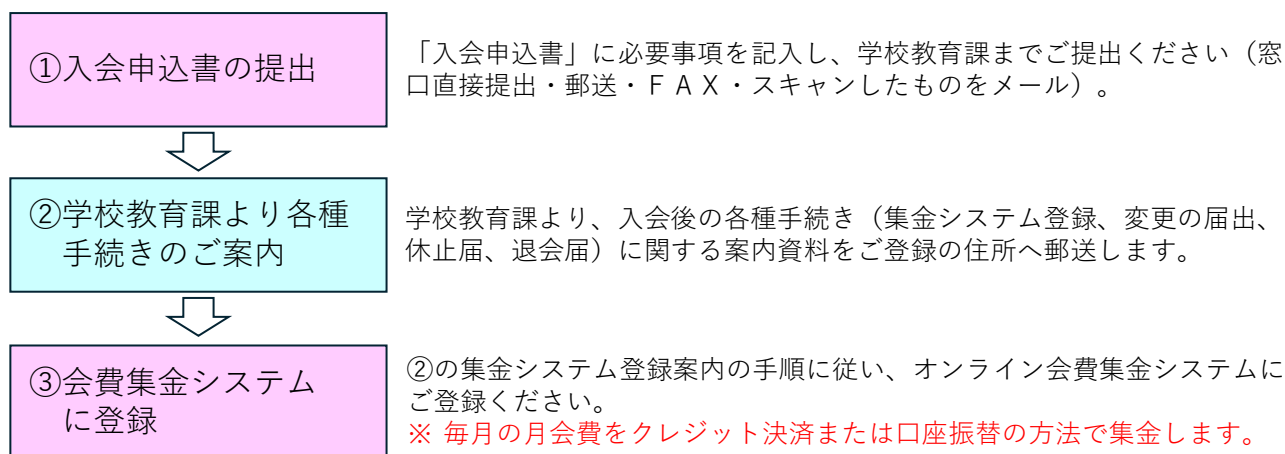 ①入会申込書の提出
「入会申込書」に必要事項を記入し、学校教育課までご提出ください（窓
口直接提出・郵送・ＦＡＸ・スキャンしたものをメール）。
②学校教育課より各種
手続きのご案内
学校教育課より、入会後の各種手続き（集金システム登録、変更の届出、
休止届、退会届）に関する案内資料をご登録の住所へ郵送します。
③会費集金システム
に登録
②の集金システム登録案内の手順に従い、オンライン会費集金システムに
ご登録ください。
※ 毎月の月会費をクレジット決済または口座振替の方法で集金します。